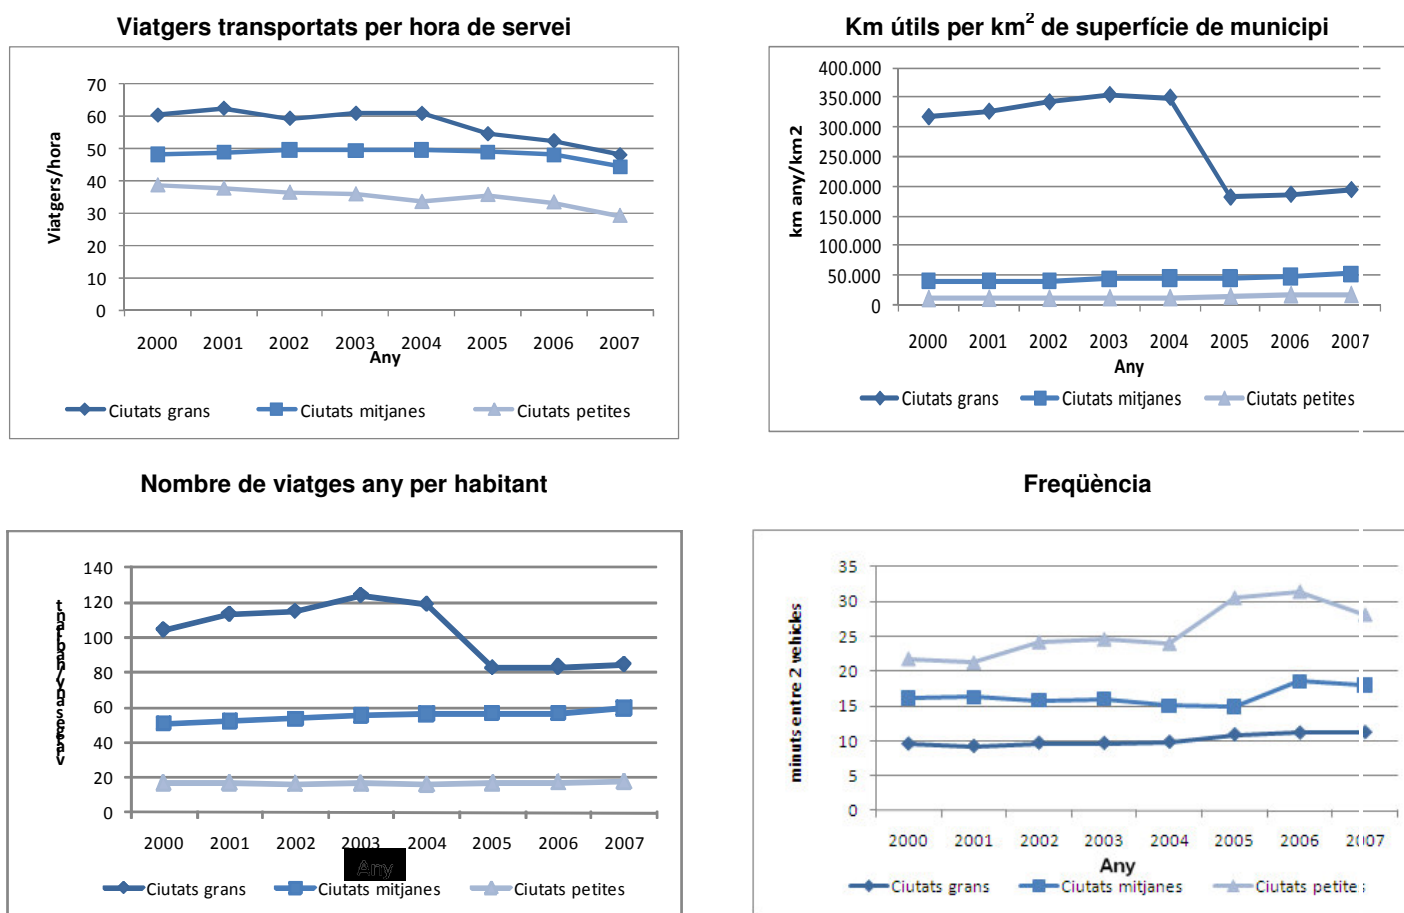 Viatgers transportats per hora de servei
70
60
50
40
30
20
10
0
Viatgers/hora
2000 2001 2002 2003 2004 2005 2006 2007
Any
Ciutats grans Ciutats mitjanes Ciutats petites
Km útils per km² de superfície de municipi
400.000
350.000
300.000
250.000
200.000
150.000
100.000
50.000
0
km any/km2
2000 2001 2002 2003 2004 2005 2006 2007
Any
Ciutats grans Ciutats mitjanes Ciutats petites
Nombre de viatges any per habitant
140
120
100
80
60
40
20
0
viatgesany/habitant
2000 2001 2002 2003 2004 2005 2006 2007
Any
Ciutats grans Ciutats mitjanes Ciutats petites
Freqüència
35
30
25
20
15
10
5
0
minuts entre 2 vehicles
2000 2001 2002 2003 2004 2005 2006 2007
Any
Ciutats grans Ciutats mitjanes Ciutats petites